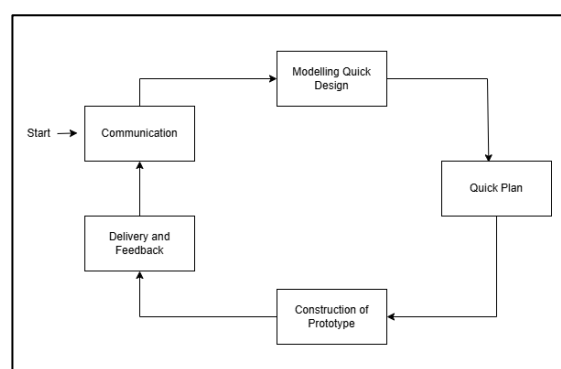 Modelling Quick
Design
Start
Communication
Quick Plan
Delivery and
Feedback
Construction of
Prototype